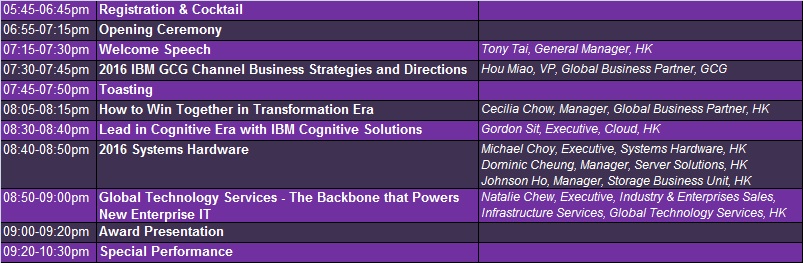 05:45-06:45pm Registration & Cocktail
06:55-07:15pm Opening Ceremony
07:15-07:30pm Welcome Speech Tony Tai, General Manager, HK
07:30-07:45pm 2016 IBM GCG Channel Business Strategies and Directions Hou Miao, VP, Global Business Partner, GCG
07:45-07:50pm Toasting
08:05-08:15pm How to Win Together in Transformation Era Cecilia Chow, Manager, Global Business Partner, HK
08:30-08:40pm Lead in Cognitive Era with IBM Cognitive Solutions Gordon Sit, Executive, Cloud, HK
08:40-08:50pm 2016 Systems Hardware Michael Choy, Executive, Systems Hardware, HK
Dominic Cheung, Manager, Server Solutions, HK
Johnson Ho, Manager, Storage Business Unit, HK
08:50-09:00pm Global Technology Services - The Backbone that Powers Natalie Chew, Executive, Industry & Enterprises Sales,
New Enterprise IT Infrastructure Services, Global Technology Services, HK
09:00-09:20pm Award Presentation
09:20-10:30pm Special Performance